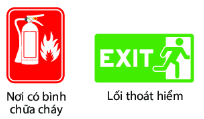 EXIT
Nơi có bình
chữa cháy
Lối thoát hiểm